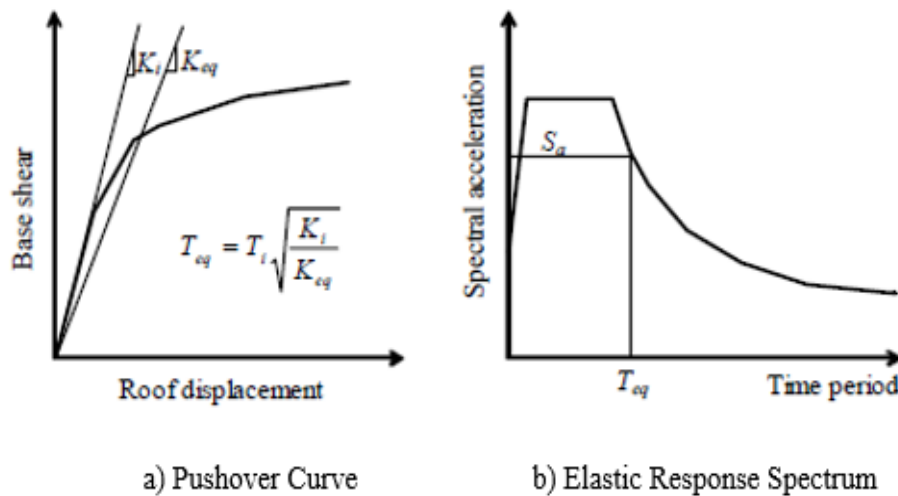 K_i
K_eq
Base shear
T_eq = T_i √(K_i / K_eq)
Roof displacement
a) Pushover Curve
Spectral acceleration
S_a
T_eq
Time period
b) Elastic Response Spectrum